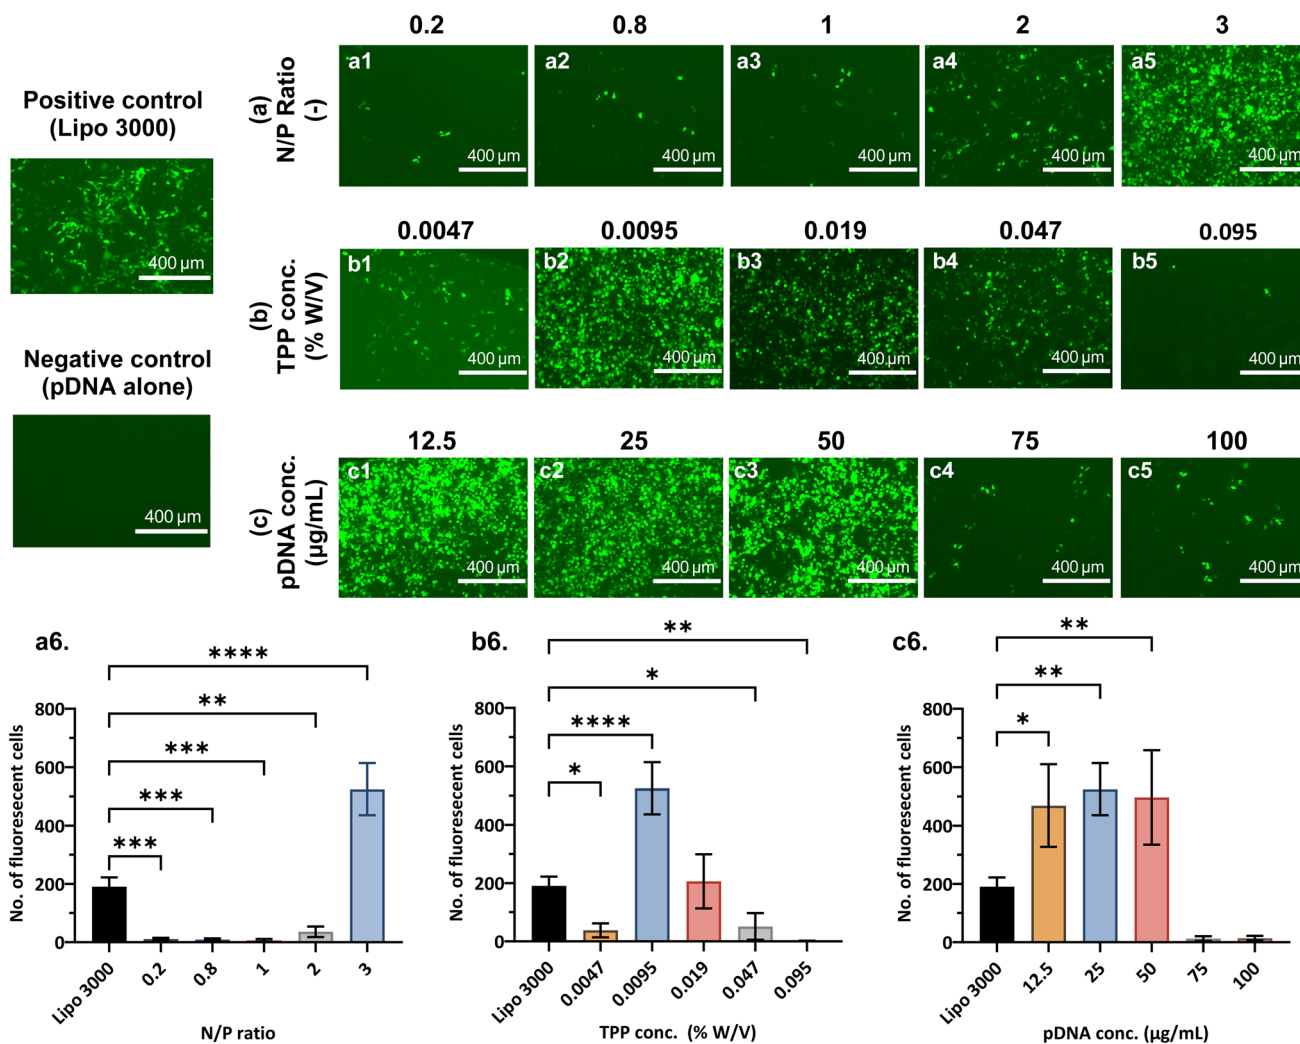 0.2 0.8 1 2 3
Positive control
(Lipo 3000)
400 µm
Negative control
(pDNA alone)
400 µm
(a)
N/P Ratio
(-)
a1 a2 a3 a4 a5
400 µm 400 µm 400 µm 400 µm 400 µm
0.0047 0.0095 0.019 0.047 0.095
(b)
TPP conc.
(% W/V)
b1 b2 b3 b4 b5
400 µm 400 µm 400 µm 400 µm 400 µm
12.5 25 50 75 100
(c)
pDNA conc.
(µg/mL)
c1 c2 c3 c4 c5
400 µm 400 µm 400 µm 400 µm 400 µm
a6.
****
**
***
***
***
No. of fluoresecent cells
800
600
400
200
0
Lipo 3000 0.2 0.8 1 2 3
N/P ratio
b6.
**
*
****
*
No. of fluoresecent cells
800
600
400
200
0
Lipo 3000 0.0047 0.0095 0.019 0.047 0.095
TPP conc. (% W/V)
c6.
**
**
*
No. of fluoresecent cells
800
600
400
200
0
Lipo 3000 12.5 25 50 75 100
pDNA conc. (µg/mL)